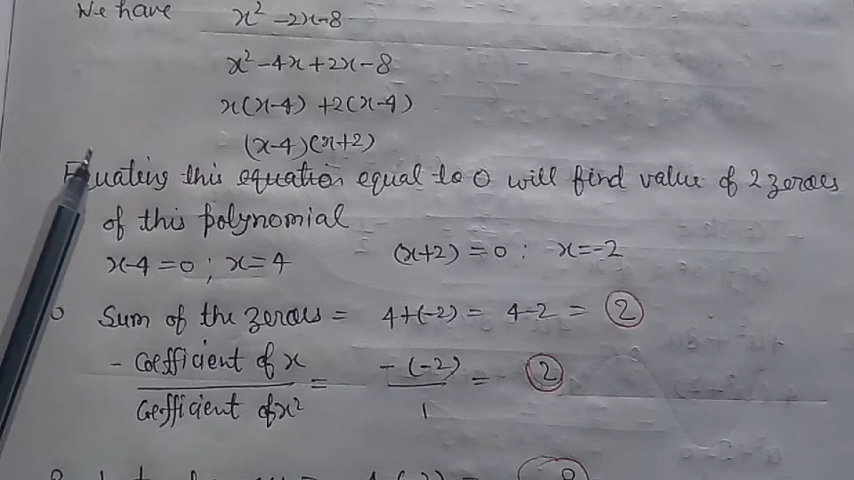 We have x² -2x-8
x² -4x+2x-8
x(x-4) +2(x-4)
(x-4)(x+2)
Equating this equation equal to 0 will find value of 2 zeroes
of this polynomial
x-4=0 ; x=4 (x+2)=0 : x=-2
Sum of the zeroes = 4+(-2) = 4-2 = 2
- Coefficient of x / Coefficient of x² = -(-2) / 1 = 2